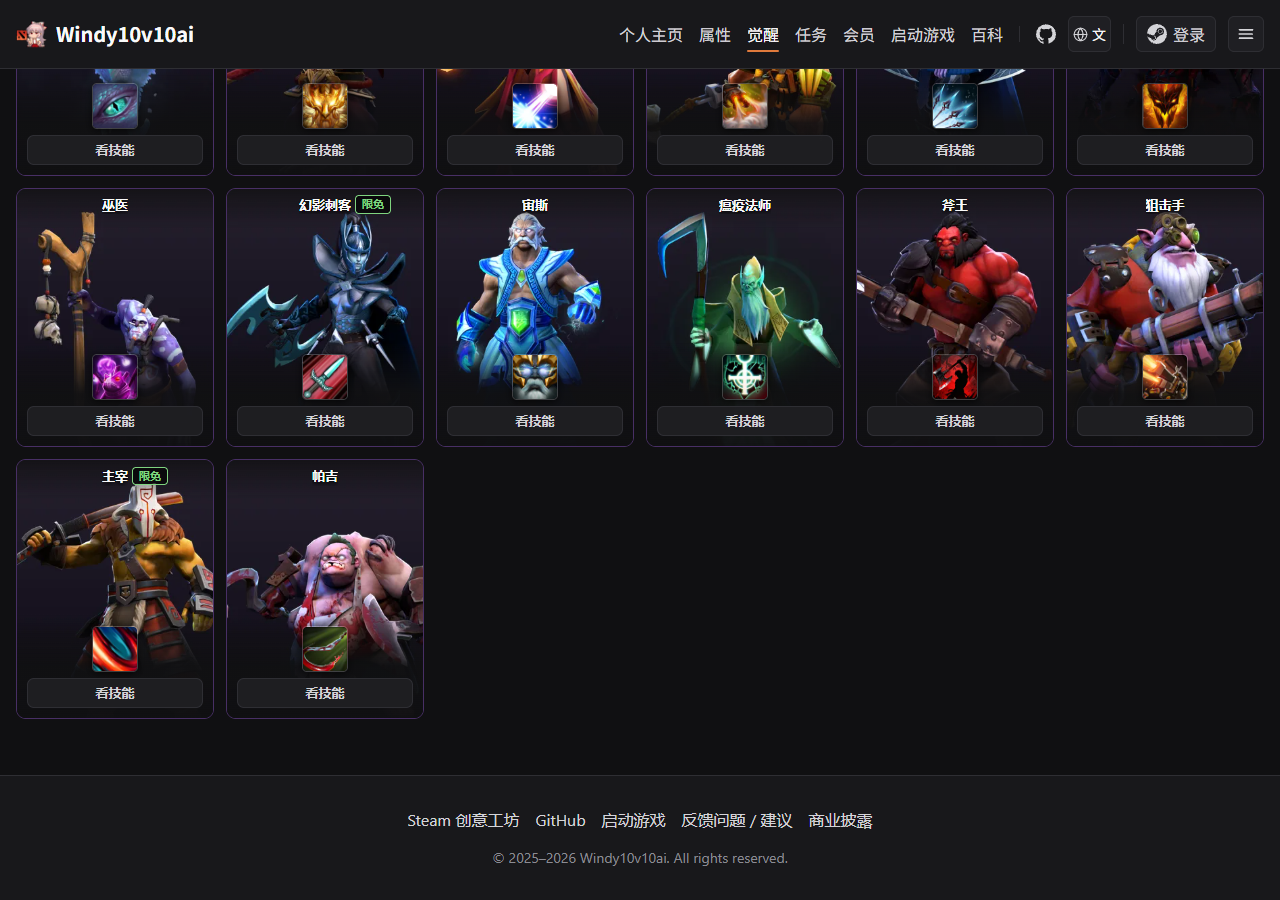 Windy10v10ai
个人主页 属性 觉醒 任务 会员 启动游戏 百科 文 登录
看技能 看技能 看技能 看技能 看技能 看技能
巫医 幻影刺客 限免 宙斯 瘟疫法师 斧王 狙击手
看技能 看技能 看技能 看技能 看技能 看技能
主宰 限免 帕吉
看技能 看技能
Steam 创意工坊 GitHub 启动游戏 反馈问题 / 建议 商业披露
© 2025–2026 Windy10v10ai. All rights reserved.